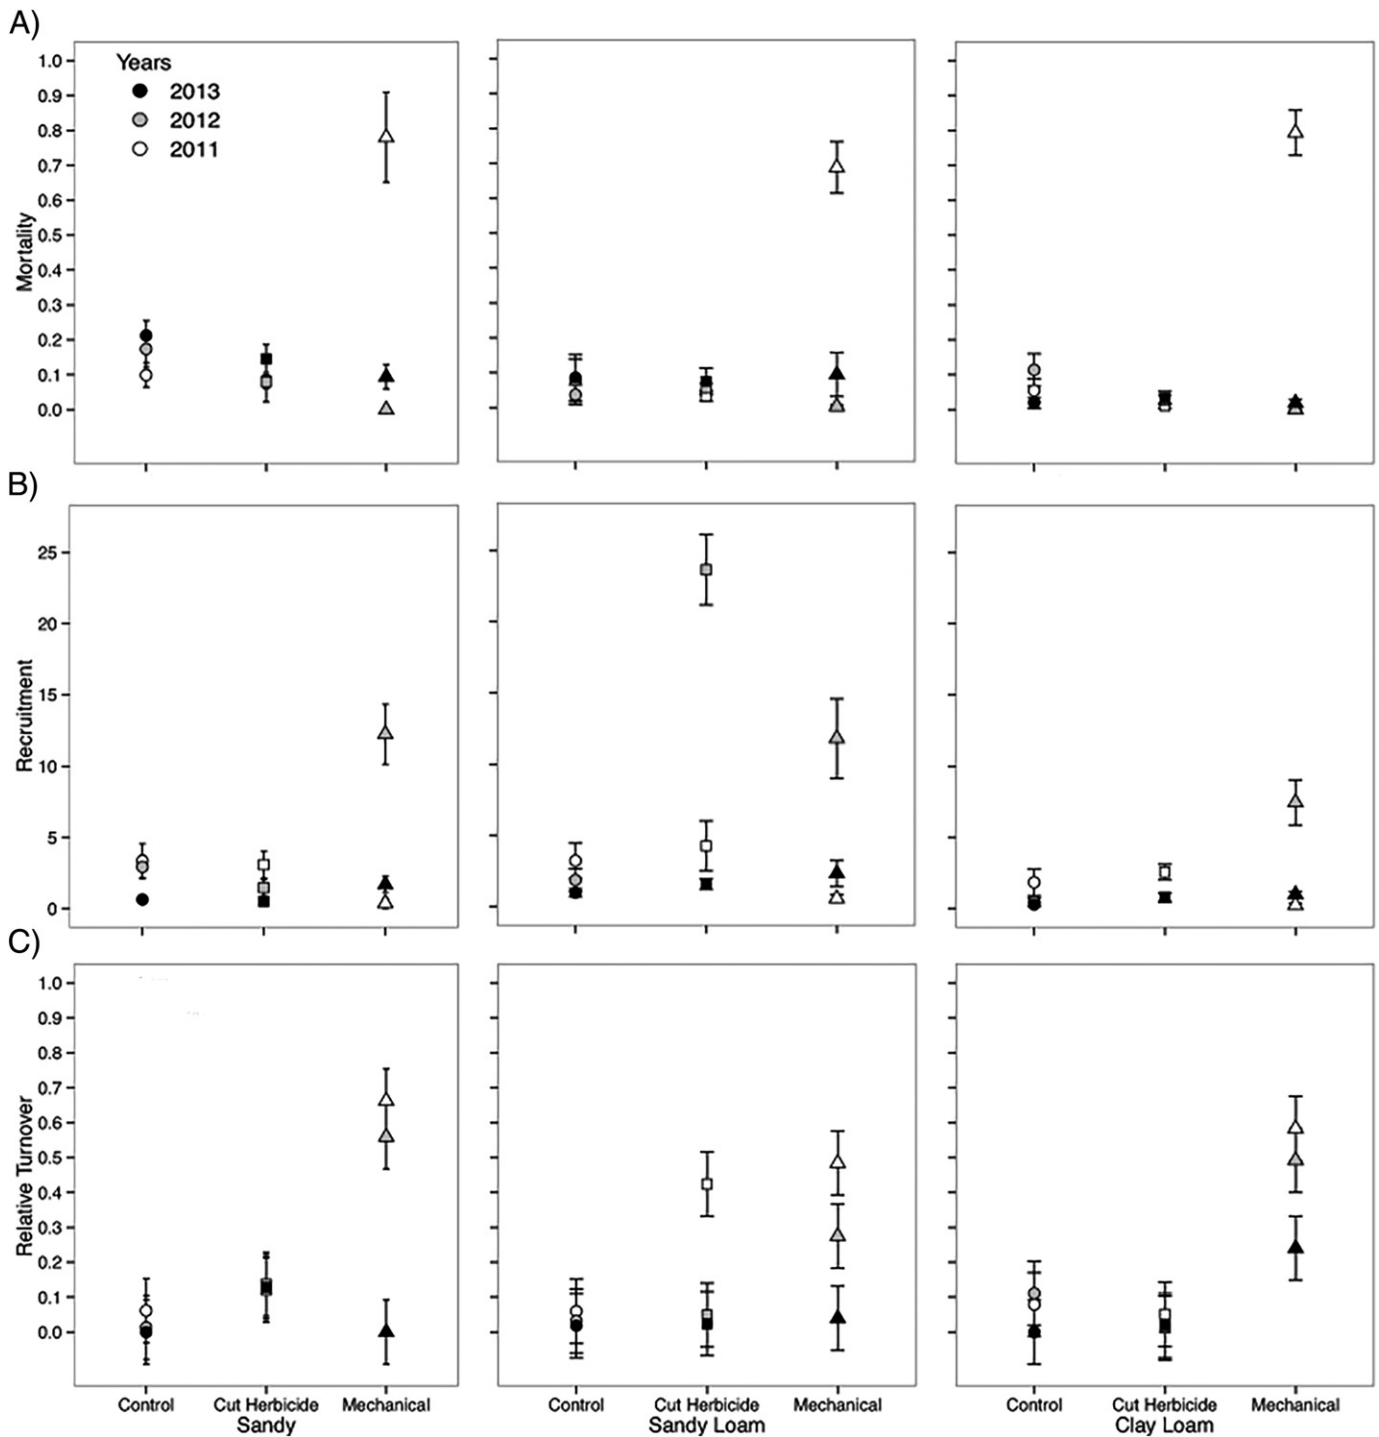 A)
Years
2013
2012
2011
1.0
0.9
0.8
0.7
0.6
0.5
0.4
0.3
0.2
0.1
0.0
Mortality
B)
25
20
15
10
5
0
Recruitment
C)
1.0
0.9
0.8
0.7
0.6
0.5
0.4
0.3
0.2
0.1
0.0
Relative Turnover
Control Cut Herbicide Mechanical
Sandy
Control Cut Herbicide Mechanical
Sandy Loam
Control Cut Herbicide Mechanical
Clay Loam